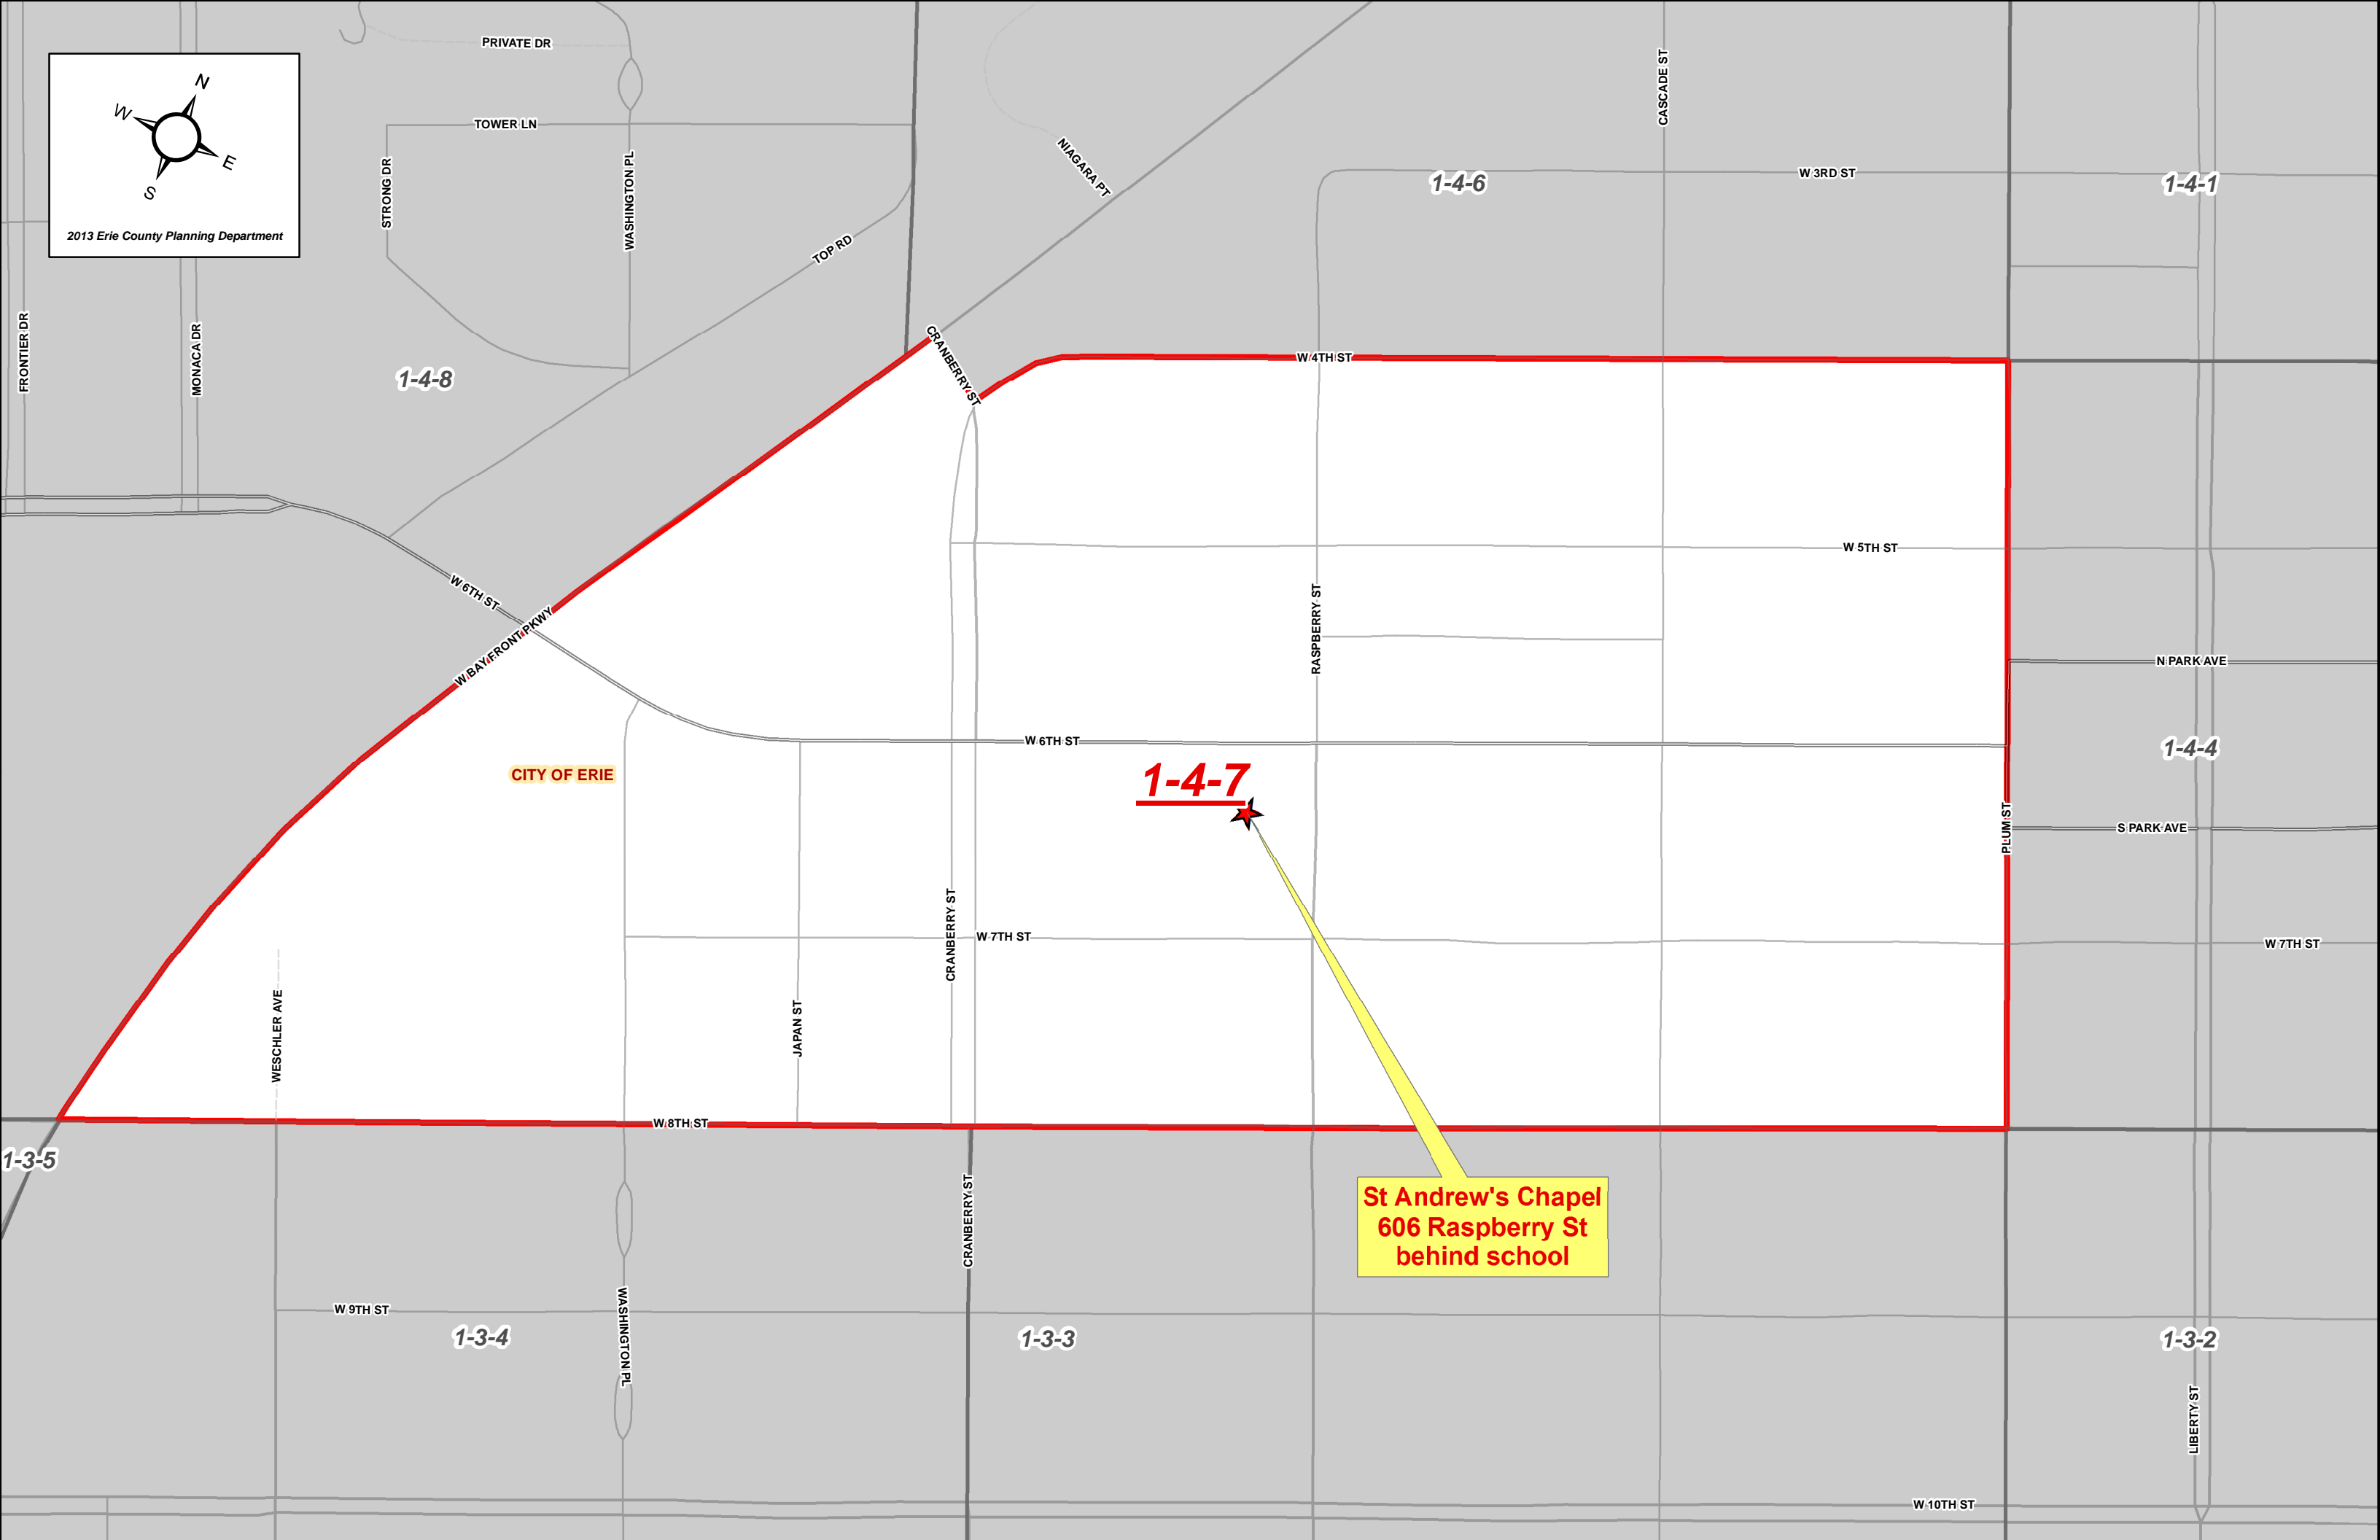 PRIVATE DR
N
W
E
S
2013 Erie County Planning Department
TOWER LN
STRONG DR
WASHINGTON PL
TOP RD
NIAGARA PT
CASCADE ST
1-4-6
W 3RD ST
1-4-1
FRONTIER DR
MONACA DR
1-4-8
CRANBERRY ST
W 4TH ST
W 5TH ST
W 6TH ST
W BAY FRONT PKWY
RASPBERRY ST
N PARK AVE
W 6TH ST
1-4-4
CITY OF ERIE
1-4-7
PLUM ST
S PARK AVE
CRANBERRY ST
W 7TH ST
W 7TH ST
WESCHLER AVE
JAPAN ST
W 8TH ST
1-3-5
CRANBERRY ST
St Andrew's Chapel
606 Raspberry St
behind school
W 9TH ST
WASHINGTON PL
1-3-4
1-3-3
1-3-2
LIBERTY ST
W 10TH ST